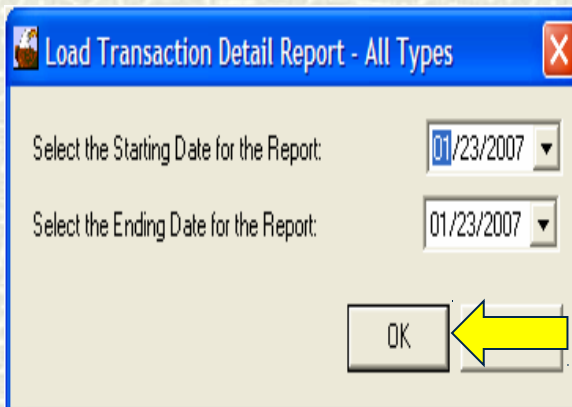 Load Transaction Detail Report - All Types
Select the Starting Date for the Report: 01/23/2007
Select the Ending Date for the Report: 01/23/2007
OK